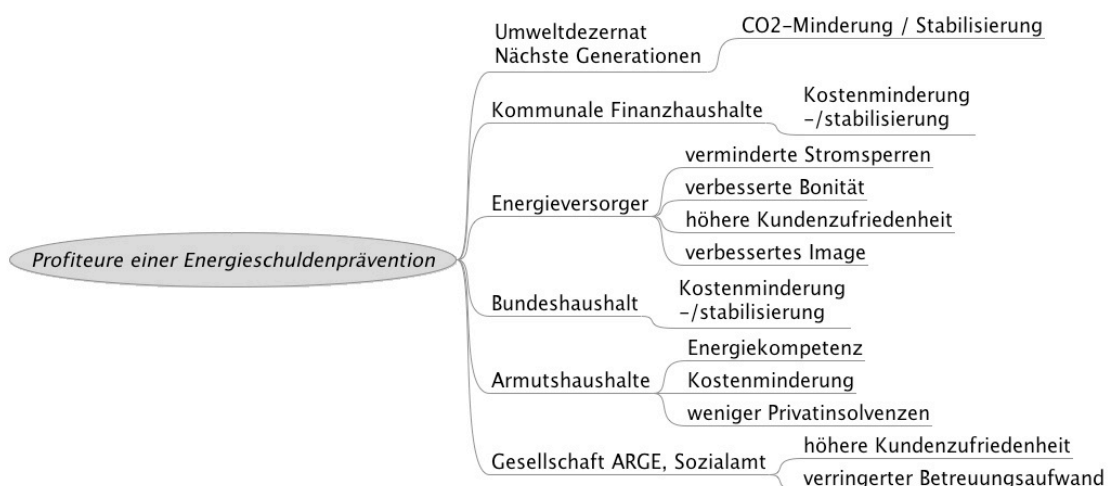 Umweltdezernat
Nächste Generationen
CO2-Minderung / Stabilisierung
Kommunale Finanzhaushalte
Kostenminderung
-/stabilisierung
Energieversorger
verminderte Stromsperren
verbesserte Bonität
höhere Kundenzufriedenheit
verbessertes Image
Profiteure einer Energieschuldenprävention
Bundeshaushalt
Kostenminderung
-/stabilisierung
Armutshaushalte
Energiekompetenz
Kostenminderung
weniger Privatinsolvenzen
Gesellschaft ARGE, Sozialamt
höhere Kundenzufriedenheit
verringerter Betreuungsaufwand